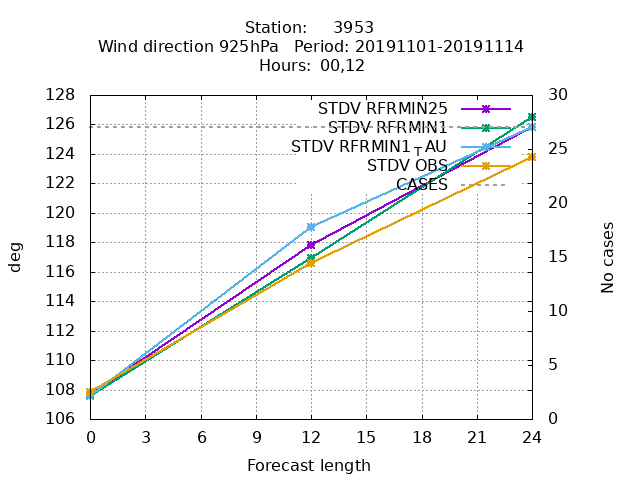 Station: 3953
Wind direction 925hPa Period: 20191101-20191114
Hours: 00,12
128
126
124
122
120
118
116
114
112
110
108
106
30
25
20
15
10
5
0
STDV RFRMIN25
STDV RFRMIN1
STDV RFRMIN1_TAU
STDV OBS
CASES
deg
No cases
0 3 6 9 12 15 18 21 24
Forecast length